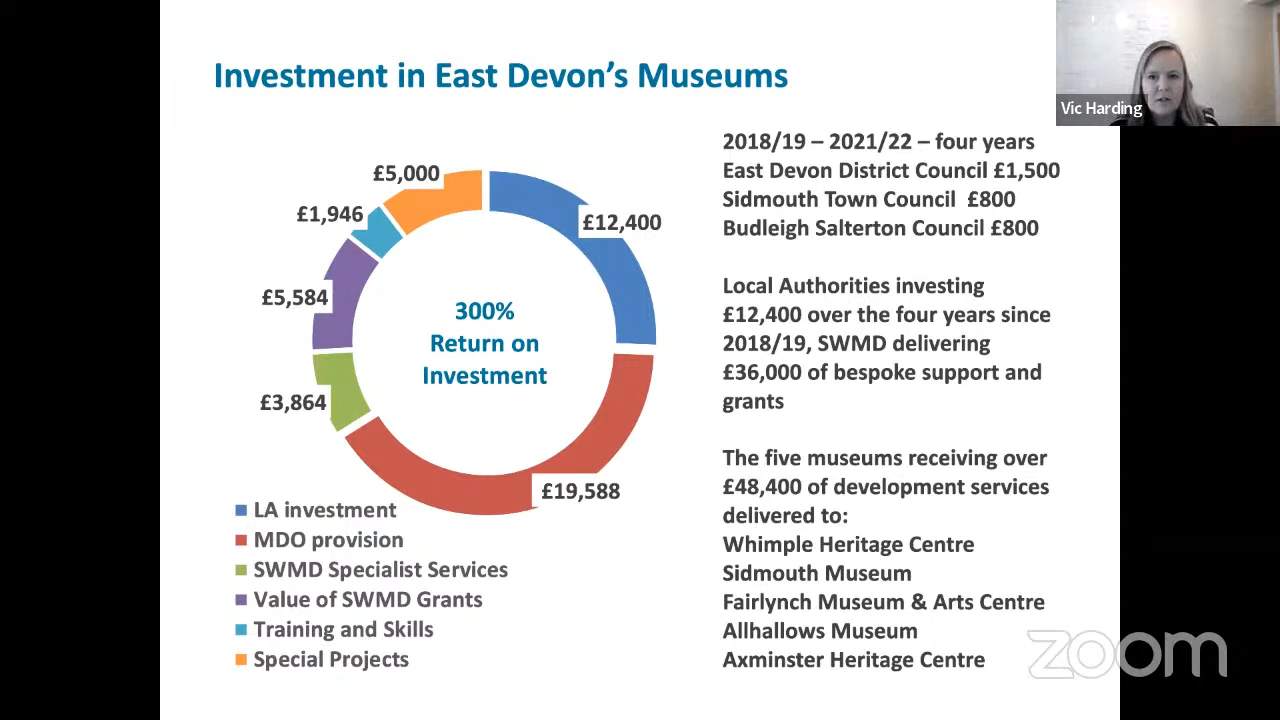 Investment in East Devon's Museums
Vic Harding
£5,000
£1,946
£12,400
£5,584
£3,864
£19,588
300%
Return on
Investment
LA investment
MDO provision
SWMD Specialist Services
Value of SWMD Grants
Training and Skills
Special Projects
2018/19 – 2021/22 – four years
East Devon District Council £1,500
Sidmouth Town Council £800
Budleigh Salterton Council £800
Local Authorities investing
£12,400 over the four years since
2018/19, SWMD delivering
£36,000 of bespoke support and
grants
The five museums receiving over
£48,400 of development services
delivered to:
Whimple Heritage Centre
Sidmouth Museum
Fairlynch Museum & Arts Centre
Allhallows Museum
Axminster Heritage Centre
zoom